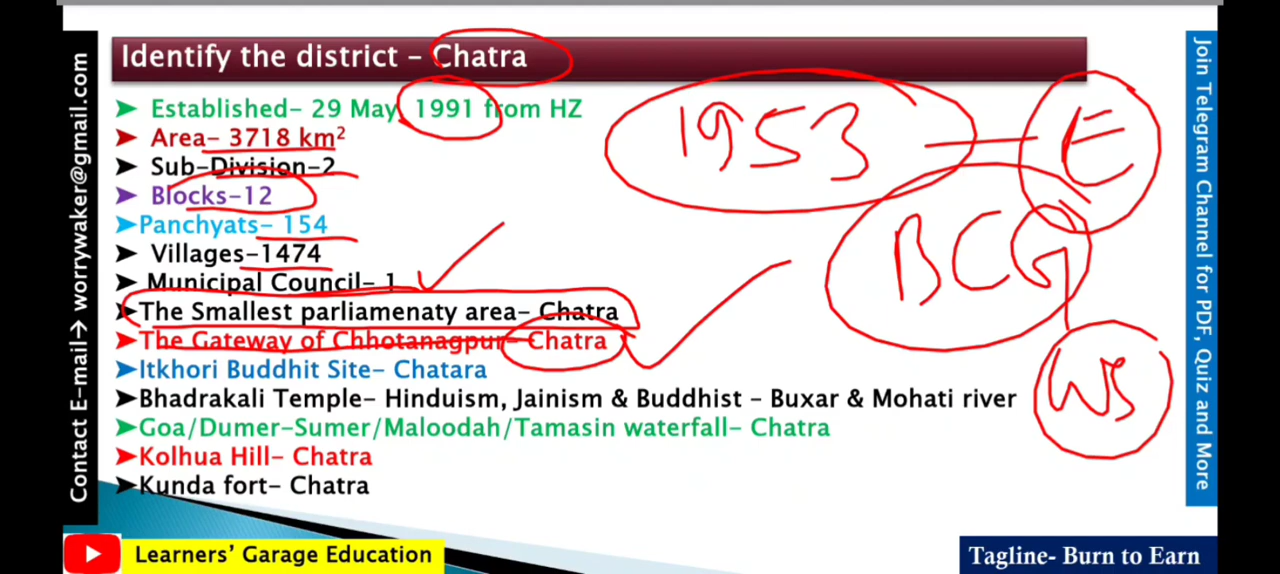 Identify the district – Chatra
➤ Established- 29 May, 1991 from HZ
➤ Area- 3718 km²
➤ Sub-Division-2
➤ Blocks-12
➤ Panchyats- 154
➤ Villages-1474
➤ Municipal Council- 1
➤ The Smallest parliamenaty area- Chatra
➤ The Gateway of Chhotanagpur- Chatra
➤ Itkhori Buddhit Site- Chatara
➤ Bhadrakali Temple- Hinduism, Jainism & Buddhist – Buxar & Mohati river
➤ Goa/Dumer-Sumer/Maloodah/Tamasin waterfall- Chatra
➤ Kolhua Hill- Chatra
➤ Kunda fort- Chatra
1953 – E
BCG
WB
Contact E-mail→ worrywaker@gmail.com
Join Telegram Channel for PDF, Quiz and More
Learners' Garage Education
Tagline- Burn to Earn